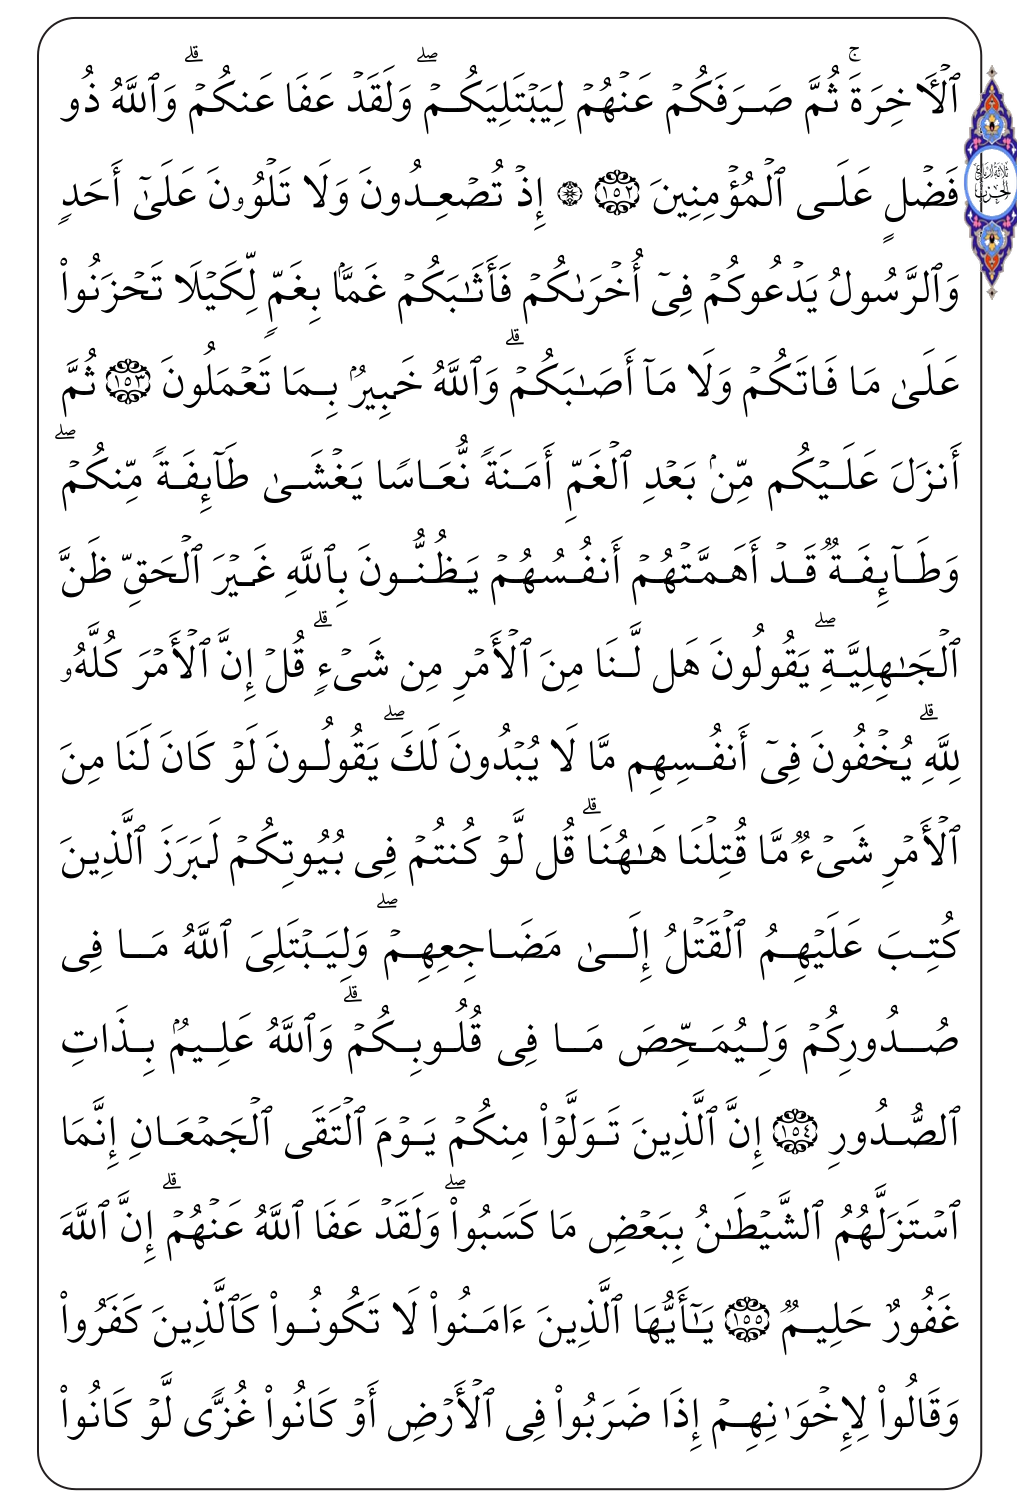 ٱلْأٓخِرَةَۚ ثُمَّ صَرَفَكُمْ عَنْهُمْ لِيَبْتَلِيَكُمْۖ وَلَقَدْ عَفَا عَنكُمْۗ وَٱللَّهُ ذُو
فَضْلٍ عَلَى ٱلْمُؤْمِنِينَ ١٥٢ ۞ إِذْ تُصْعِدُونَ وَلَا تَلْوُۥنَ عَلَىٰٓ أَحَدٍ
وَٱلرَّسُولُ يَدْعُوكُمْ فِىٓ أُخْرَىٰكُمْ فَأَثَـٰبَكُمْ غَمًّۢا بِغَمٍّ لِّكَيْلَا تَحْزَنُوا۟
عَلَىٰ مَا فَاتَكُمْ وَلَا مَآ أَصَـٰبَكُمْۗ وَٱللَّهُ خَبِيرٌۢ بِمَا تَعْمَلُونَ ١٥٣ ثُمَّ
أَنزَلَ عَلَيْكُم مِّنۢ بَعْدِ ٱلْغَمِّ أَمَنَةً نُّعَاسًا يَغْشَىٰ طَآئِفَةً مِّنكُمْۖ
وَطَآئِفَةٌ قَدْ أَهَمَّتْهُمْ أَنفُسُهُمْ يَظُنُّونَ بِٱللَّهِ غَيْرَ ٱلْحَقِّ ظَنَّ
ٱلْجَـٰهِلِيَّةِۖ يَقُولُونَ هَل لَّنَا مِنَ ٱلْأَمْرِ مِن شَىْءٍۗ قُلْ إِنَّ ٱلْأَمْرَ كُلَّهُۥ
لِلَّهِۗ يُخْفُونَ فِىٓ أَنفُسِهِم مَّا لَا يُبْدُونَ لَكَۖ يَقُولُونَ لَوْ كَانَ لَنَا مِنَ
ٱلْأَمْرِ شَىْءٌ مَّا قُتِلْنَا هَـٰهُنَاۗ قُل لَّوْ كُنتُمْ فِى بُيُوتِكُمْ لَبَرَزَ ٱلَّذِينَ
كُتِبَ عَلَيْهِمُ ٱلْقَتْلُ إِلَىٰ مَضَاجِعِهِمْۖ وَلِيَبْتَلِىَ ٱللَّهُ مَا فِى
صُدُورِكُمْ وَلِيُمَحِّصَ مَا فِى قُلُوبِكُمْۗ وَٱللَّهُ عَلِيمٌۢ بِذَاتِ
ٱلصُّدُورِ ١٥٤ إِنَّ ٱلَّذِينَ تَوَلَّوْا۟ مِنكُمْ يَوْمَ ٱلْتَقَى ٱلْجَمْعَانِ إِنَّمَا
ٱسْتَزَلَّهُمُ ٱلشَّيْطَـٰنُ بِبَعْضِ مَا كَسَبُوا۟ۖ وَلَقَدْ عَفَا ٱللَّهُ عَنْهُمْۗ إِنَّ ٱللَّهَ
غَفُورٌ حَلِيمٌ ١٥٥ يَـٰٓأَيُّهَا ٱلَّذِينَ ءَامَنُوا۟ لَا تَكُونُوا۟ كَٱلَّذِينَ كَفَرُوا۟
وَقَالُوا۟ لِإِخْوَٰنِهِمْ إِذَا ضَرَبُوا۟ فِى ٱلْأَرْضِ أَوْ كَانُوا۟ غُزًّى لَّوْ كَانُوا۟
ثلاثة أرباع
الحزب